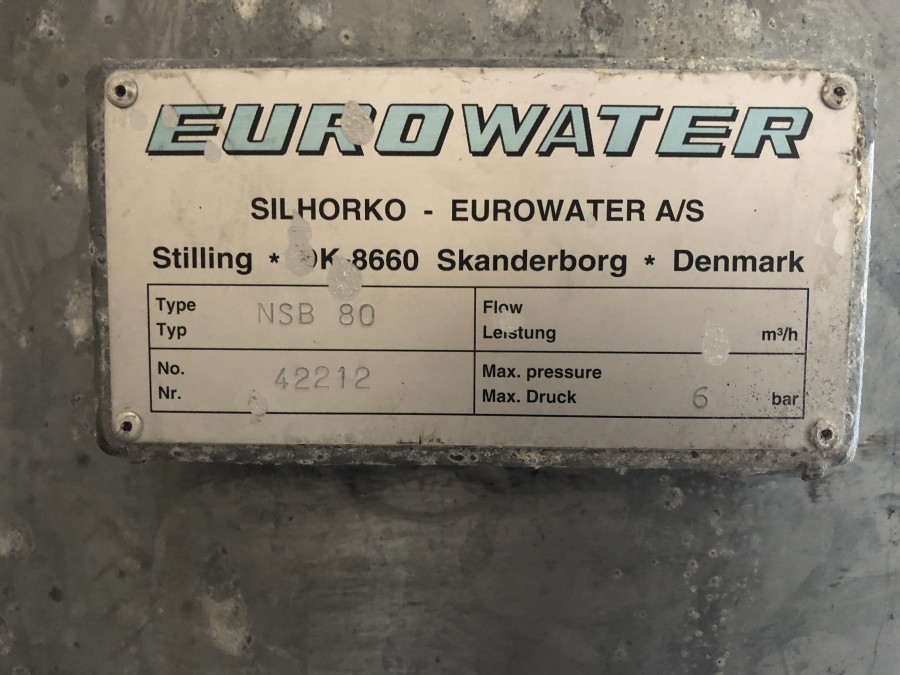 EUROWATER
SILHORKO - EUROWATER A/S
Stilling * DK-8660 Skanderborg * Denmark
Type
Typ
NSB 80
Flow
Leistung
m³/h
No.
Nr.
42212
Max. pressure
Max. Druck
6
bar